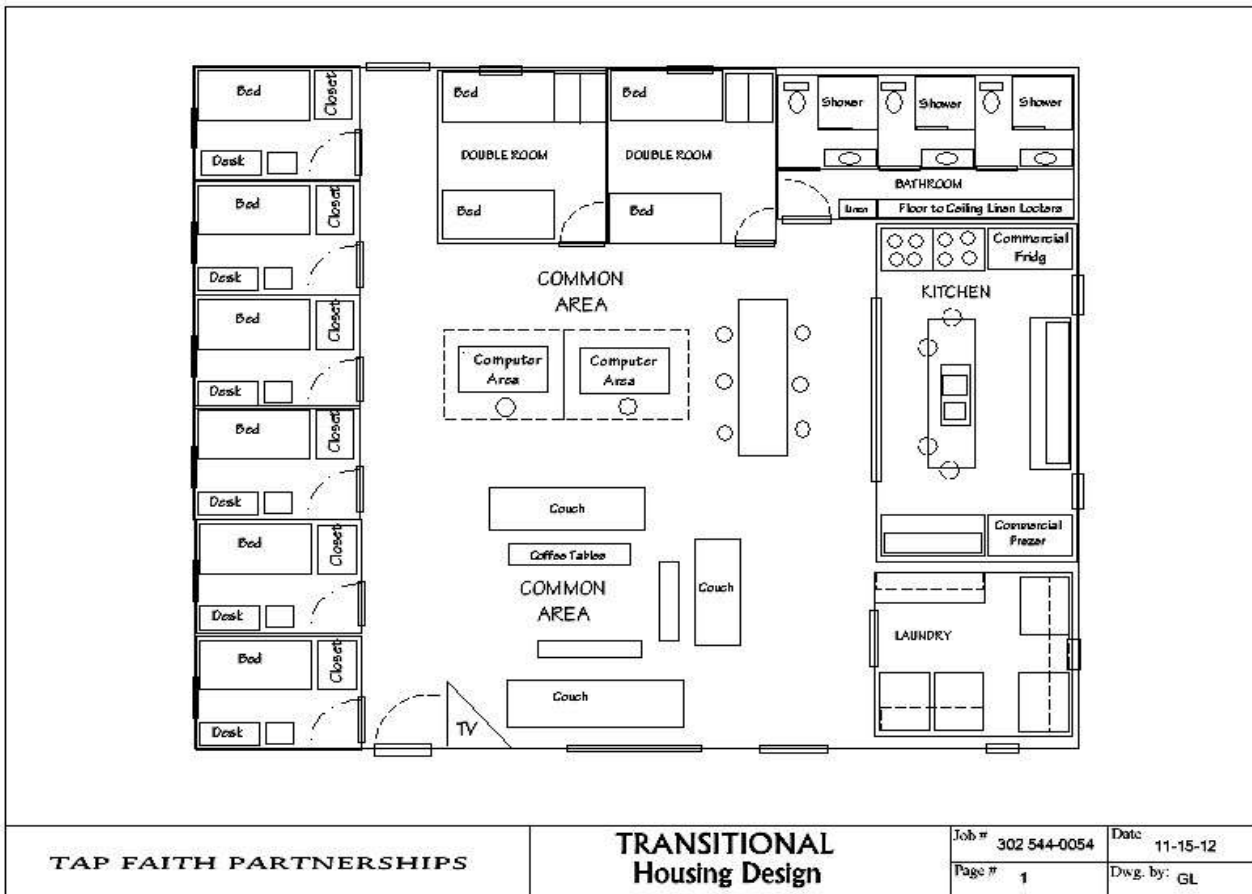 Bed
Closet
Desk
Bed
Closet
Desk
Bed
Closet
Desk
Bed
Closet
Desk
Bed
Closet
Desk
Bed
Closet
Desk
Bed
DOUBLE ROOM
Bed
Bed
DOUBLE ROOM
Bed
Shower
Shower
Shower
BATHROOM
Linen
Floor to Ceiling Linen Lockers
COMMON
AREA
Computer
Area
Computer
Area
Commercial
Fridg
KITCHEN
Commercial
Frezer
Couch
Coffee Tables
COMMON
AREA
Couch
Couch
TV
LAUNDRY
TAP FAITH PARTNERSHIPS
TRANSITIONAL
Housing Design
Job # 302 544-0054
Date 11-15-12
Page # 1
Dwg. by: GL